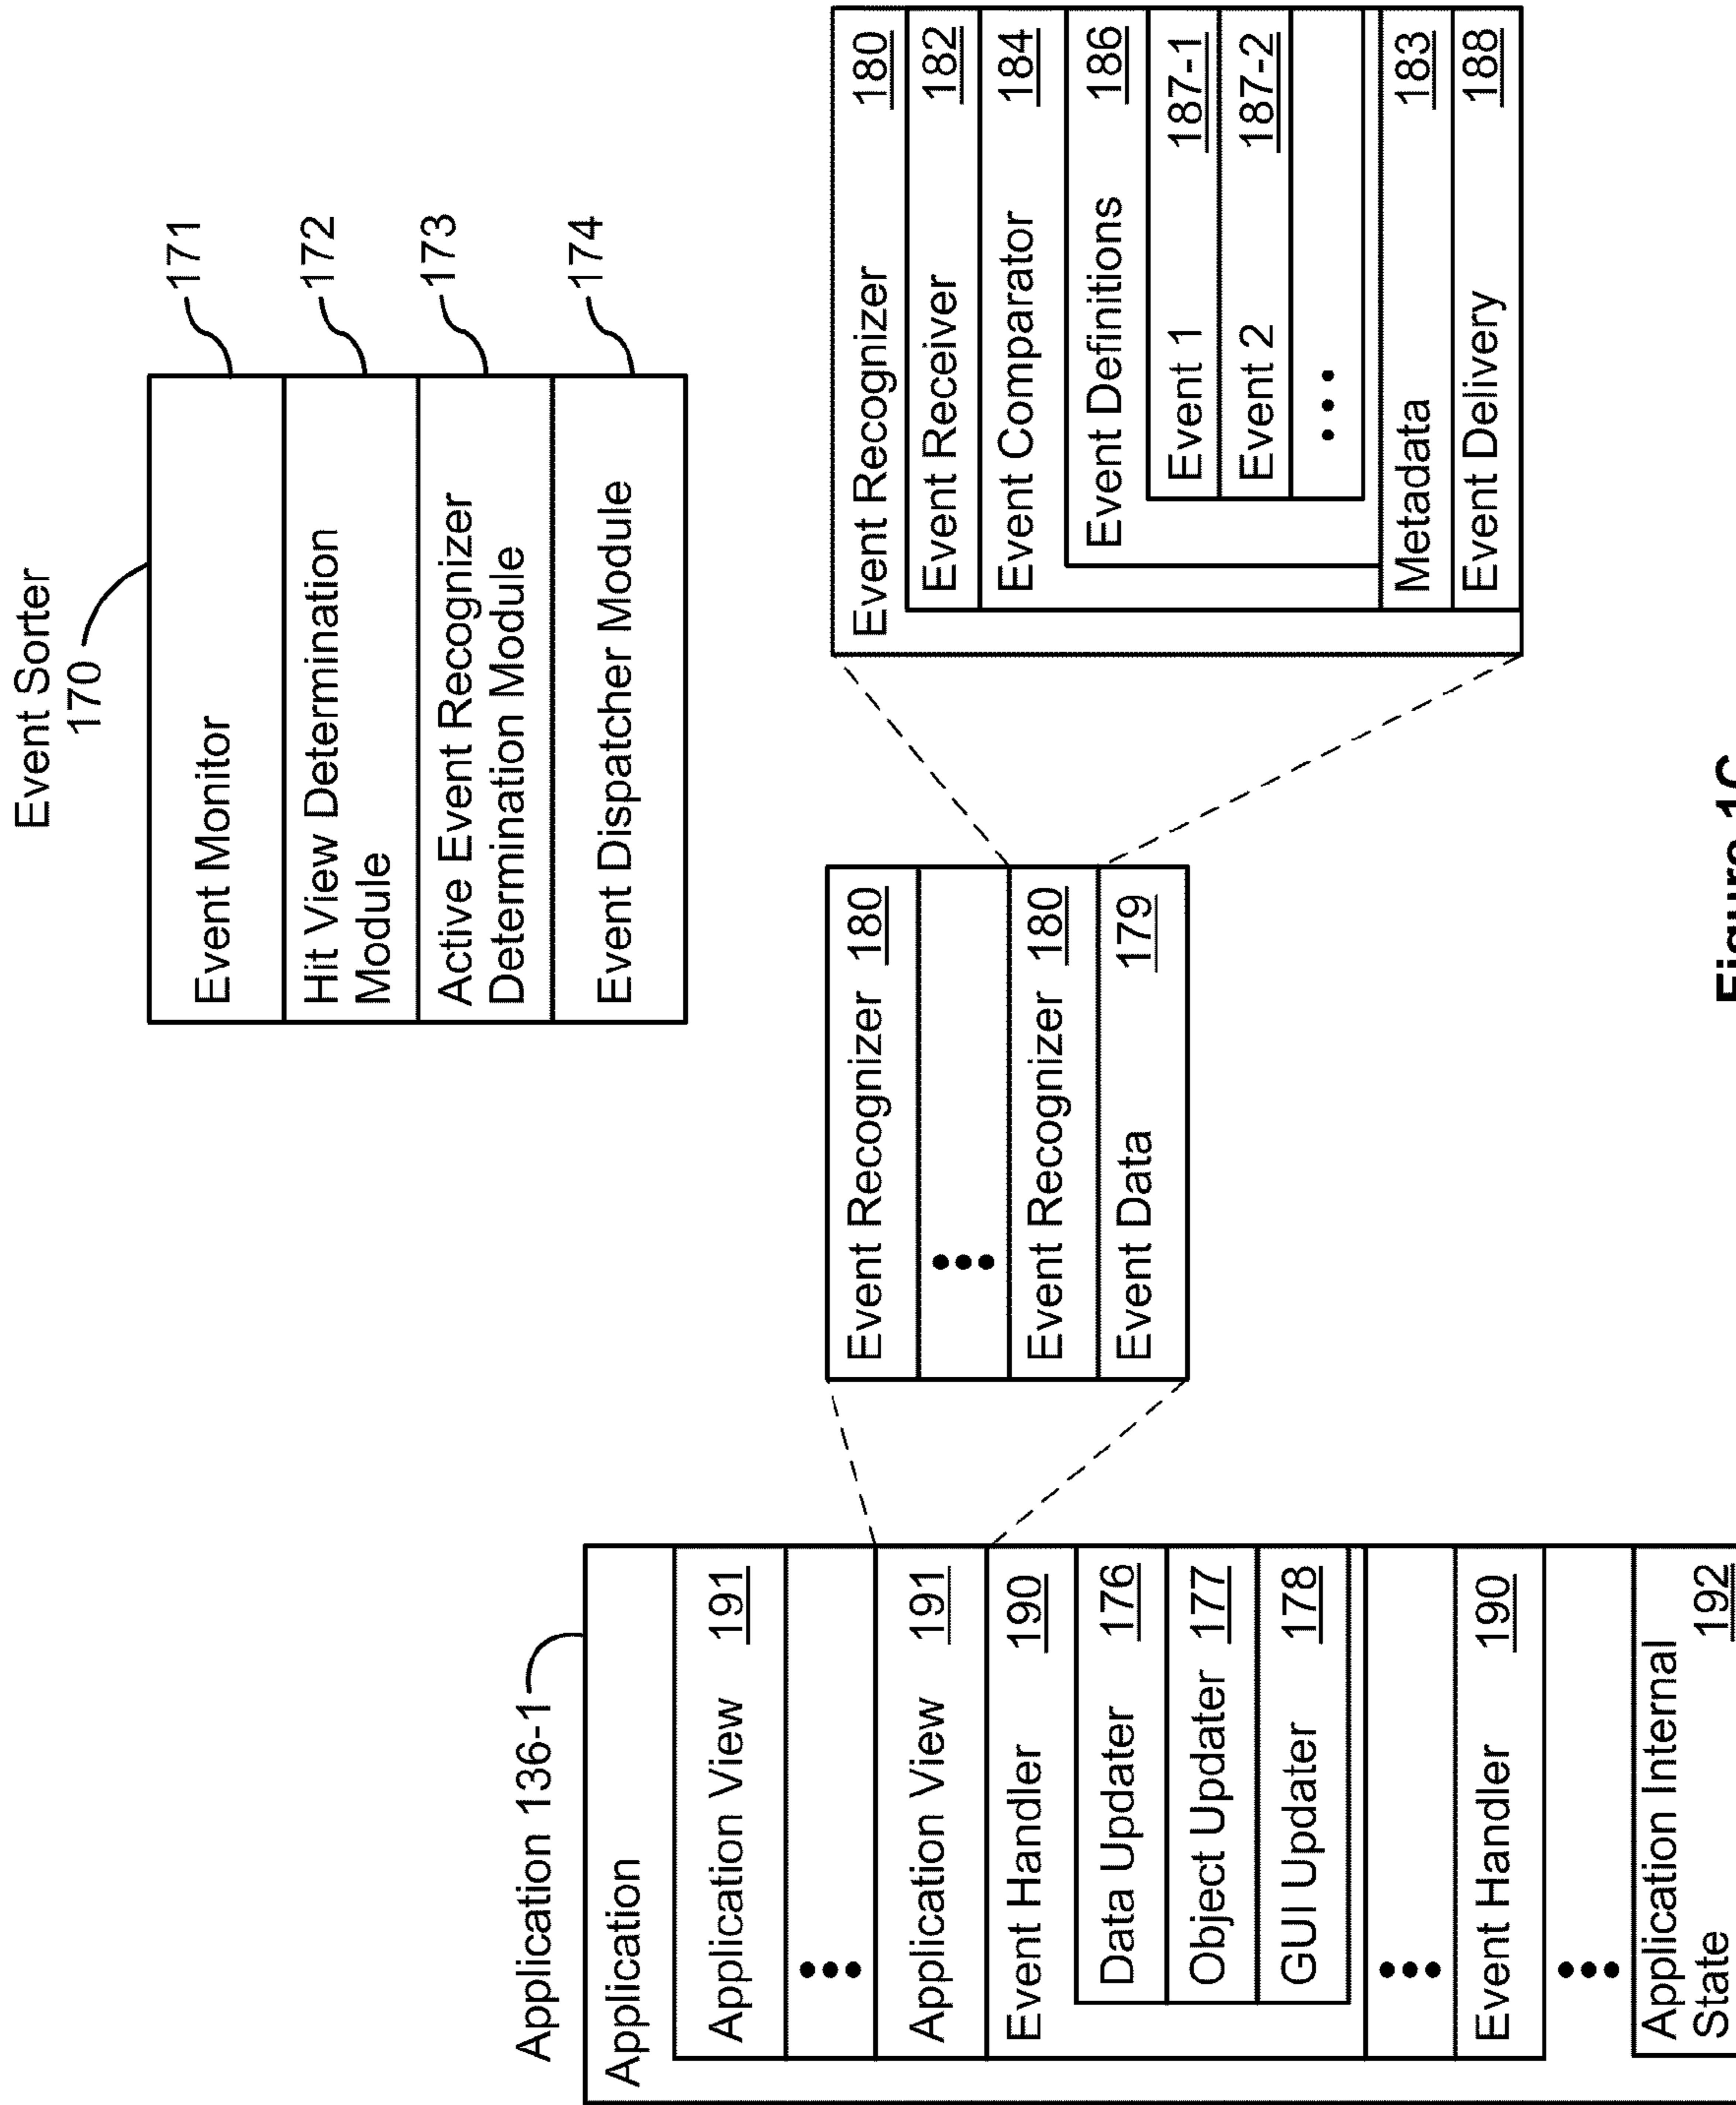 Event Sorter
170
Event Monitor
171
Hit View Determination
Module
172
Active Event Recognizer
Determination Module
173
Event Dispatcher Module
174
Application 136-1
Application
Application View 191
Application View 191
Event Handler 190
Data Updater 176
Object Updater 177
GUI Updater 178
Event Handler 190
Application Internal
State 192
Event Recognizer 180
Event Recognizer 180
Event Data 179
Event Recognizer 180
Event Receiver 182
Event Comparator 184
Event Definitions 186
Event 1 187-1
Event 2 187-2
Metadata 183
Event Delivery 188